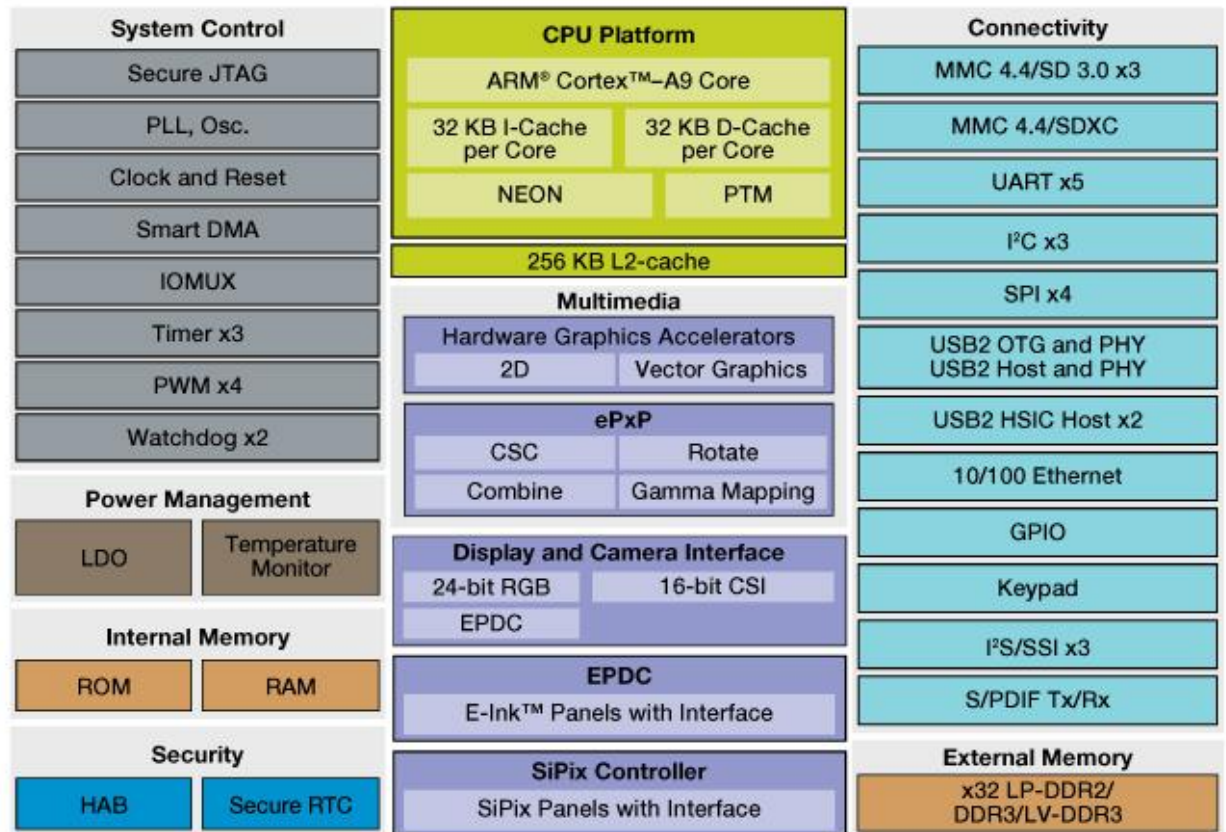 System Control
Secure JTAG
PLL, Osc.
Clock and Reset
Smart DMA
IOMUX
Timer x3
PWM x4
Watchdog x2
Power Management
LDO
Temperature
Monitor
Internal Memory
ROM
RAM
Security
HAB
Secure RTC
CPU Platform
ARM® Cortex™–A9 Core
32 KB I-Cache
per Core
32 KB D-Cache
per Core
NEON
PTM
256 KB L2-cache
Multimedia
Hardware Graphics Accelerators
2D
Vector Graphics
ePxP
CSC
Rotate
Combine
Gamma Mapping
Display and Camera Interface
24-bit RGB
16-bit CSI
EPDC
EPDC
E-Ink™ Panels with Interface
SiPix Controller
SiPix Panels with Interface
Connectivity
MMC 4.4/SD 3.0 x3
MMC 4.4/SDXC
UART x5
I²C x3
SPI x4
USB2 OTG and PHY
USB2 Host and PHY
USB2 HSIC Host x2
10/100 Ethernet
GPIO
Keypad
I²S/SSI x3
S/PDIF Tx/Rx
External Memory
x32 LP-DDR2/
DDR3/LV-DDR3